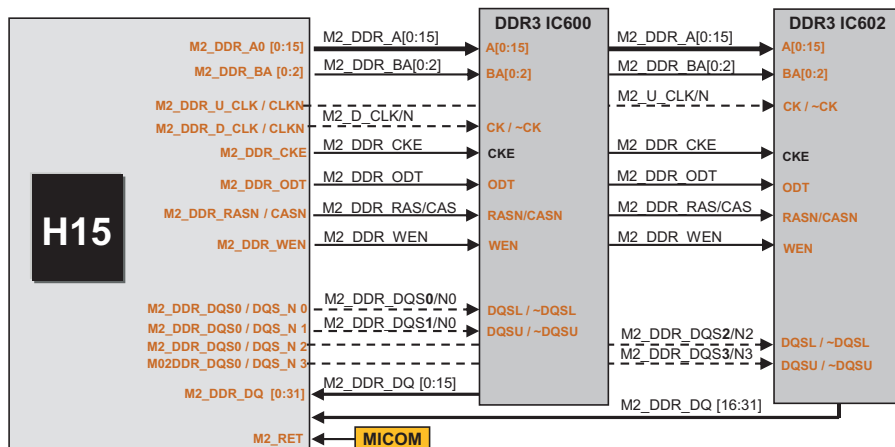 DDR3 IC600
DDR3 IC602
M2_DDR_A0 [0:15]
M2_DDR_A[0:15]
A[0:15]
M2_DDR_A[0:15]
A[0:15]
M2_DDR_BA [0:2]
M2_DDR_BA[0:2]
BA[0:2]
M2_DDR_BA[0:2]
BA[0:2]
M2_DDR_U_CLK / CLKN
M2_U_CLK/N
CK / ~CK
M2_DDR_D_CLK / CLKN
M2_D_CLK/N
CK / ~CK
M2_DDR_CKE
M2_DDR_CKE
CKE
M2_DDR_CKE
CKE
M2_DDR_ODT
M2_DDR_ODT
ODT
M2_DDR_ODT
ODT
H15
M2_DDR_RASN / CASN
M2_DDR_RAS/CAS
RASN/CASN
M2_DDR_RAS/CAS
RASN/CASN
M2_DDR_WEN
M2_DDR_WEN
WEN
M2_DDR_WEN
WEN
M2_DDR_DQS0 / DQS_N 0
M2_DDR_DQS0/N0
DQSL / ~DQSL
M2_DDR_DQS0 / DQS_N 1
M2_DDR_DQS1/N0
DQSU / ~DQSU
M2_DDR_DQS0 / DQS_N 2
M2_DDR_DQS2/N2
DQSL / ~DQSL
M02DDR_DQS0 / DQS_N 3
M2_DDR_DQS3/N3
DQSU / ~DQSU
M2_DDR_DQ [0:31]
M2_DDR_DQ [0:15]
M2_DDR_DQ [16:31]
M2_RET
MICOM